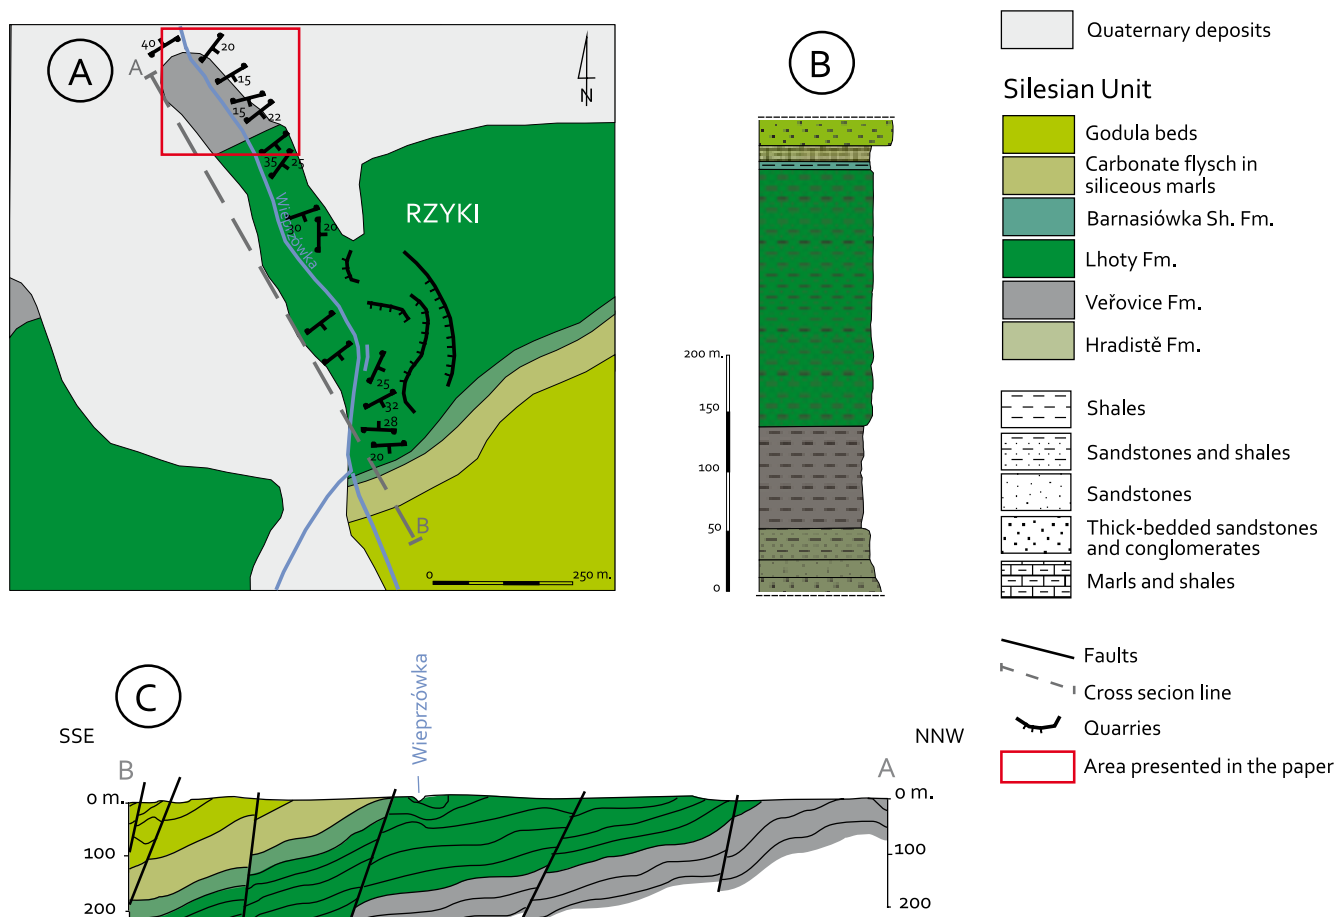 A
40
A
20
15
15
22
35
25
N
RZYKI
Wieprzówka
30
20
25
32
28
20
B
0
250 m.
B
200 m.
150
100
50
0
Quaternary deposits
Silesian Unit
Godula beds
Carbonate flysch in
siliceous marls
Barnasiówka Sh. Fm.
Lhoty Fm.
Veřovice Fm.
Hradistě Fm.
Shales
Sandstones and shales
Sandstones
Thick-bedded sandstones
and conglomerates
Marls and shales
Faults
Cross secion line
Quarries
Area presented in the paper
C
SSE
NNW
Wieprzówka
B
A
0 m.
100
200
0 m.
100
200